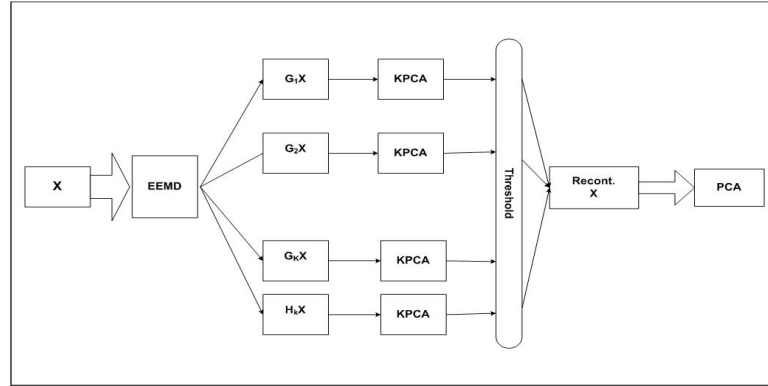 G₁X
KPCA
G₂X
KPCA
X
EEMD
Threshold
Recont.
X
PCA
GₖX
KPCA
HₖX
KPCA